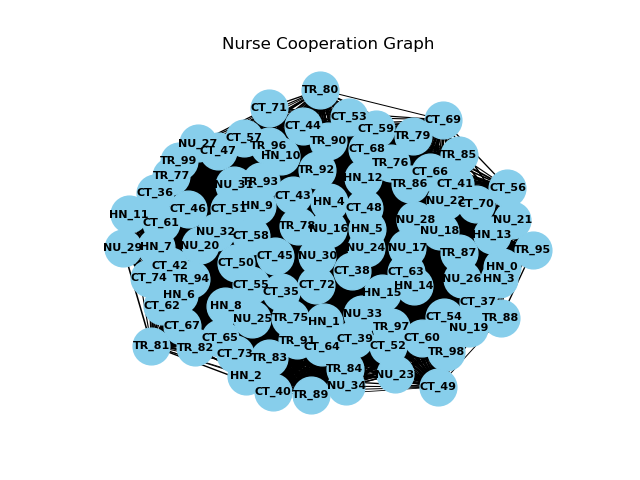 Nurse Cooperation Graph
TR_80
CT_71
CT_53
CT_69
CT_44
CT_59
TR_79
CT_57
TR_90
NU_27
TR_96
CT_68
CT_47
HN_10
TR_85
TR_99
TR_76
TR_92
CT_66
TR_77
HN_12
TR_93
TR_86
CT_41
NU_31
CT_56
CT_36
CT_43
HN_4
NU_22
CT_70
HN_9
CT_46
CT_51
CT_48
HN_11
NU_28
NU_21
CT_61
TR_78
NU_16
HN_5
NU_18
NU_32
CT_58
HN_13
NU_29
HN_7
NU_20
NU_24
NU_17
TR_95
TR_87
CT_45
NU_30
CT_50
CT_42
HN_0
CT_38
CT_63
CT_74
TR_94
NU_26
HN_3
CT_55
CT_72
HN_14
CT_35
HN_15
HN_6
CT_37
CT_62
HN_8
NU_33
CT_54
TR_88
NU_25
TR_75
HN_1
CT_67
TR_97
NU_19
CT_65
CT_39
CT_60
TR_91
TR_81
TR_82
CT_64
CT_52
CT_73
TR_98
TR_83
TR_84
HN_2
NU_23
NU_34
CT_49
CT_40
TR_89